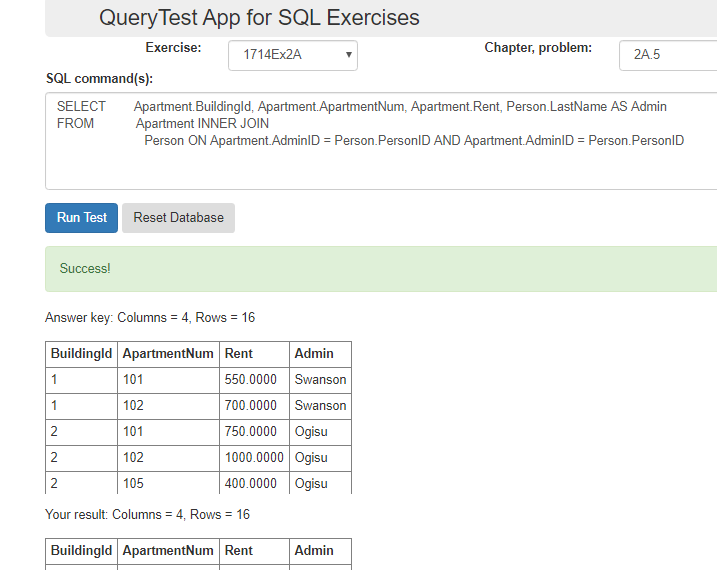 QueryTest App for SQL Exercises
Exercise: 1714Ex2A Chapter, problem: 2A.5
SQL command(s):
SELECT Apartment.BuildingId, Apartment.ApartmentNum, Apartment.Rent, Person.LastName AS Admin
FROM Apartment INNER JOIN
Person ON Apartment.AdminID = Person.PersonID AND Apartment.AdminID = Person.PersonID
Run Test Reset Database
Success!
Answer key: Columns = 4, Rows = 16
BuildingId ApartmentNum Rent Admin
1 101 550.0000 Swanson
1 102 700.0000 Swanson
2 101 750.0000 Ogisu
2 102 1000.0000 Ogisu
2 105 400.0000 Ogisu
Your result: Columns = 4, Rows = 16
BuildingId ApartmentNum Rent Admin